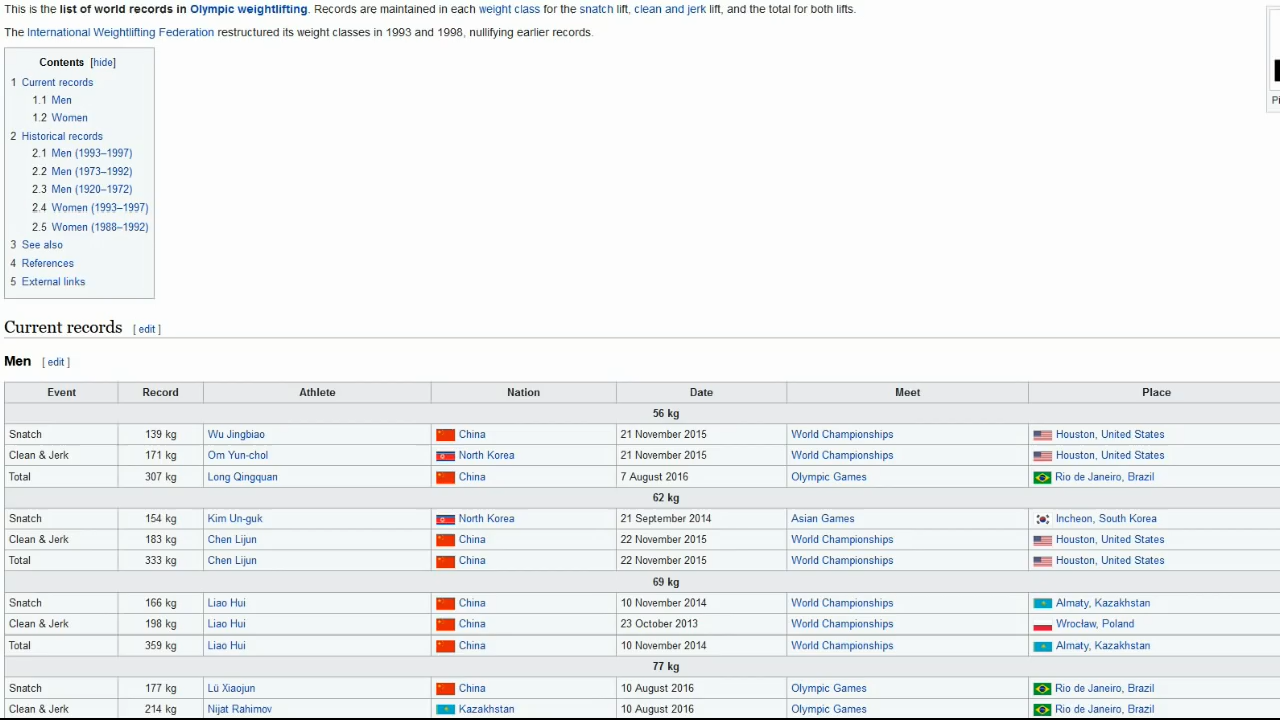 This is the list of world records in Olympic weightlifting. Records are maintained in each weight class for the snatch lift, clean and jerk lift, and the total for both lifts.
The International Weightlifting Federation restructured its weight classes in 1993 and 1998, nullifying earlier records.
Contents [hide]
1 Current records
1.1 Men
1.2 Women
2 Historical records
2.1 Men (1993–1997)
2.2 Men (1973–1992)
2.3 Men (1920–1972)
2.4 Women (1993–1997)
2.5 Women (1988–1992)
3 See also
4 References
5 External links
Current records [ edit ]
Men [ edit ]
Event Record Athlete Nation Date Meet Place
56 kg
Snatch 139 kg Wu Jingbiao China 21 November 2015 World Championships Houston, United States
Clean & Jerk 171 kg Om Yun-chol North Korea 21 November 2015 World Championships Houston, United States
Total 307 kg Long Qingquan China 7 August 2016 Olympic Games Rio de Janeiro, Brazil
62 kg
Snatch 154 kg Kim Un-guk North Korea 21 September 2014 Asian Games Incheon, South Korea
Clean & Jerk 183 kg Chen Lijun China 22 November 2015 World Championships Houston, United States
Total 333 kg Chen Lijun China 22 November 2015 World Championships Houston, United States
69 kg
Snatch 166 kg Liao Hui China 10 November 2014 World Championships Almaty, Kazakhstan
Clean & Jerk 198 kg Liao Hui China 23 October 2013 World Championships Wrocław, Poland
Total 359 kg Liao Hui China 10 November 2014 World Championships Almaty, Kazakhstan
77 kg
Snatch 177 kg Lü Xiaojun China 10 August 2016 Olympic Games Rio de Janeiro, Brazil
Clean & Jerk 214 kg Nijat Rahimov Kazakhstan 10 August 2016 Olympic Games Rio de Janeiro, Brazil